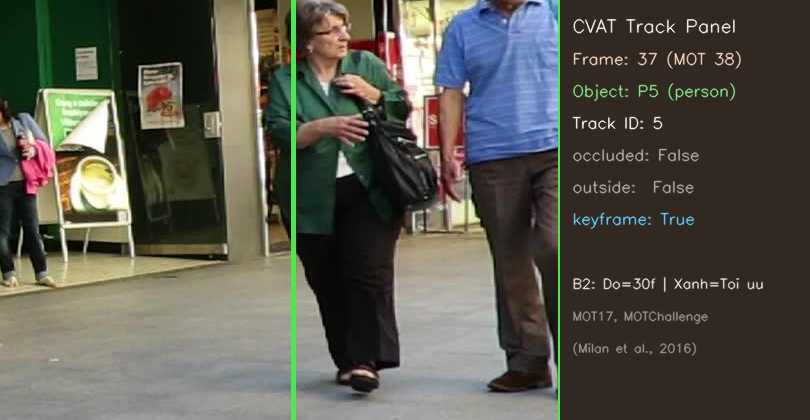 CVAT Track Panel
Frame: 37 (MOT 38)
Object: P5 (person)
Track ID: 5
occluded: False
outside: False
keyframe: True
B2: Do=30f | Xanh=Toi uu
MOT17, MOTChallenge
(Milan et al., 2016)